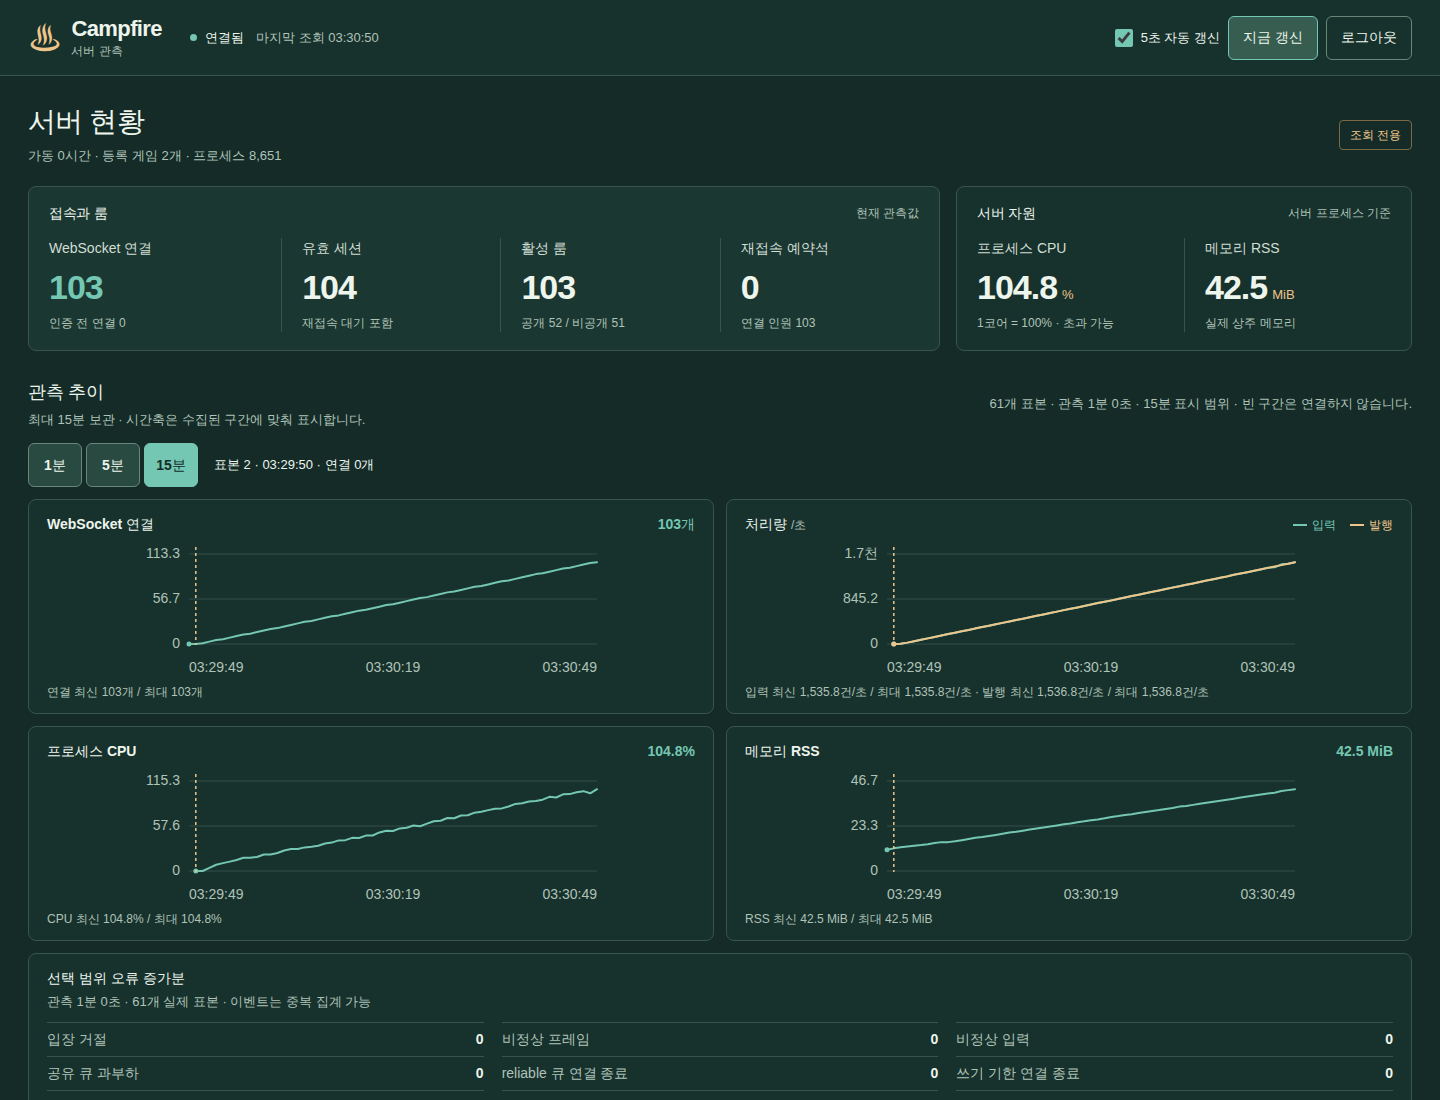 Campfire
서버 관측
연결됨 마지막 조회 03:30:50
5초 자동 갱신
지금 갱신
로그아웃
서버 현황
가동 0시간 · 등록 게임 2개 · 프로세스 8,651
조회 전용
접속과 룸 현재 관측값
WebSocket 연결
103
인증 전 연결 0
유효 세션
104
재접속 대기 포함
활성 룸
103
공개 52 / 비공개 51
재접속 예약석
0
연결 인원 103
서버 자원 서버 프로세스 기준
프로세스 CPU
104.8 %
1코어 = 100% · 초과 가능
메모리 RSS
42.5 MiB
실제 상주 메모리
관측 추이
최대 15분 보관 · 시간축은 수집된 구간에 맞춰 표시합니다.
61개 표본 · 관측 1분 0초 · 15분 표시 범위 · 빈 구간은 연결하지 않습니다.
1분 5분 15분 표본 2 · 03:29:50 · 연결 0개
WebSocket 연결 103개
113.3
56.7
0
03:29:49 03:30:19 03:30:49
연결 최신 103개 / 최대 103개
처리량 /초 입력 발행
1.7천
845.2
0
03:29:49 03:30:19 03:30:49
입력 최신 1,535.8건/초 / 최대 1,535.8건/초 · 발행 최신 1,536.8건/초 / 최대 1,536.8건/초
프로세스 CPU 104.8%
115.3
57.6
0
03:29:49 03:30:19 03:30:49
CPU 최신 104.8% / 최대 104.8%
메모리 RSS 42.5 MiB
46.7
23.3
0
03:29:49 03:30:19 03:30:49
RSS 최신 42.5 MiB / 최대 42.5 MiB
선택 범위 오류 증가분
관측 1분 0초 · 61개 실제 표본 · 이벤트는 중복 집계 가능
입장 거절 0 비정상 프레임 0 비정상 입력 0
공유 큐 과부하 0 reliable 큐 연결 종료 0 쓰기 기한 연결 종료 0